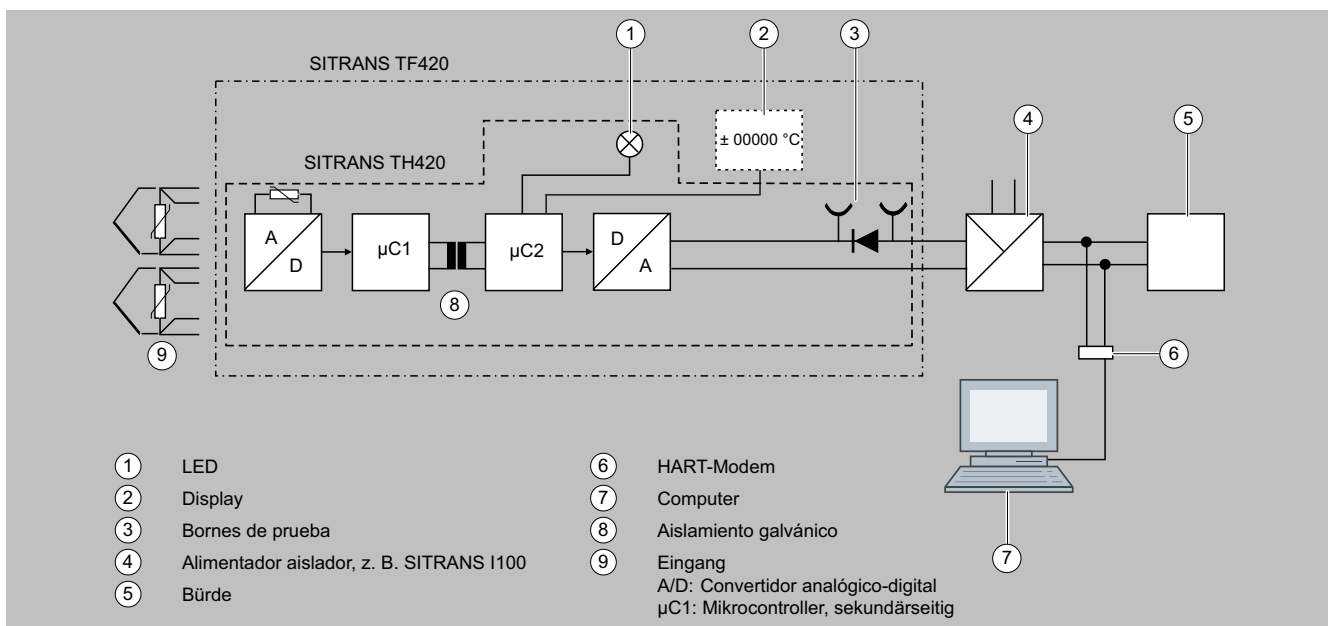 1 2 3
SITRANS TF420
4 5
± 00000 °C
SITRANS TH420
A
D
µC1
µC2
D
A
8
9
6
7
1 LED
2 Display
3 Bornes de prueba
4 Alimentador aislador, z. B. SITRANS I100
5 Bürde
6 HART-Modem
7 Computer
8 Aislamiento galvánico
9 Eingang
A/D: Convertidor analógico-digital
µC1: Mikrocontroller, sekundärseitig